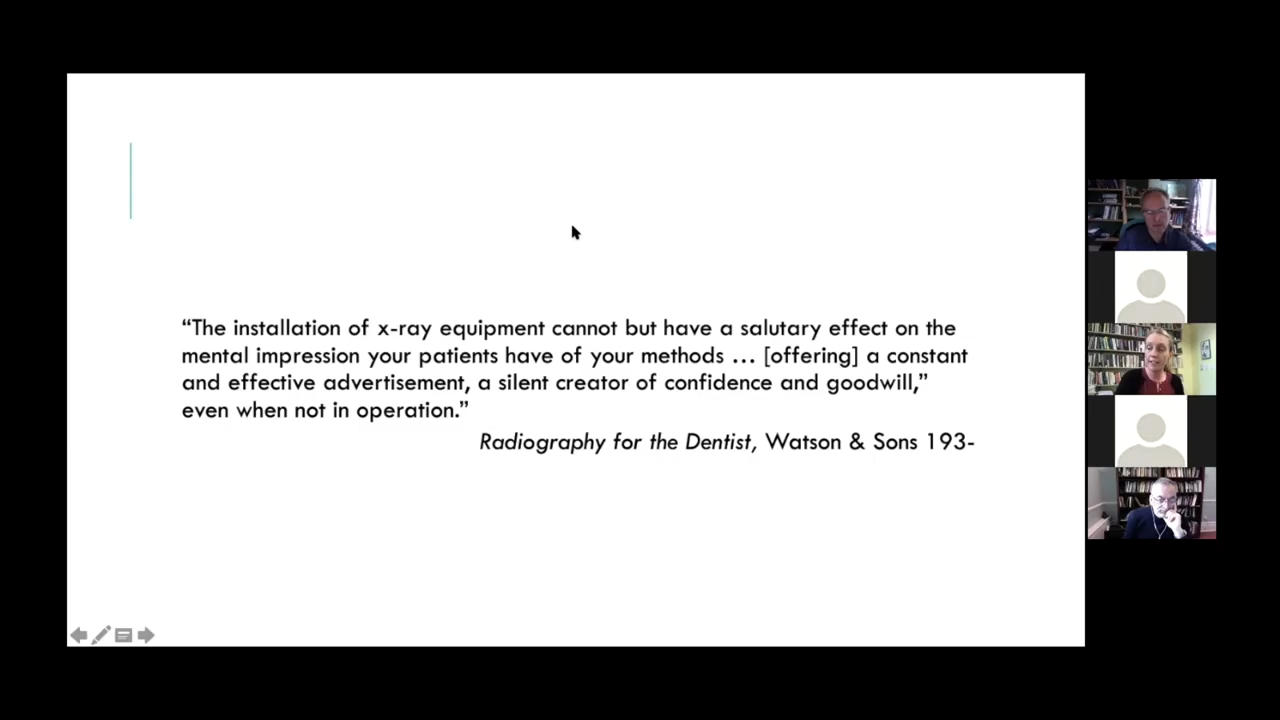 “The installation of x-ray equipment cannot but have a salutary effect on the
mental impression your patients have of your methods … [offering] a constant
and effective advertisement, a silent creator of confidence and goodwill,”
even when not in operation.”
Radiography for the Dentist, Watson & Sons 193-